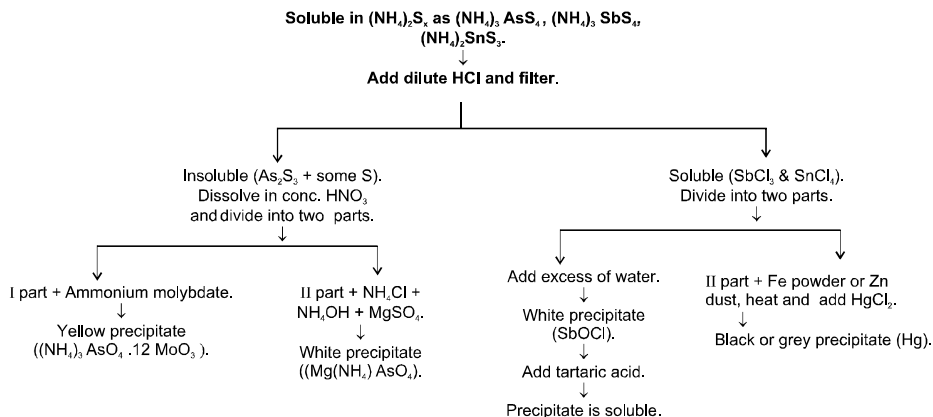 Soluble in (NH₄)₂Sₓ as (NH₄)₃ AsS₄, (NH₄)₃ SbS₄,
(NH₄)₂SnS₃.
↓
Add dilute HCl and filter.
Insoluble (As₂S₃ + some S).
Dissolve in conc. HNO₃
and divide into two parts.
↓
I part + Ammonium molybdate.
↓
Yellow precipitate
((NH₄)₃ AsO₄ .12 MoO₃ ).
II part + NH₄Cl +
NH₄OH + MgSO₄.
↓
White precipitate
((Mg(NH₄) AsO₄).
Soluble (SbCl₃ & SnCl₄).
Divide into two parts.
↓
Add excess of water.
↓
White precipitate
(SbOCl).
↓
Add tartaric acid.
↓
Precipitate is soluble.
II part + Fe powder or Zn
dust, heat and add HgCl₂.
↓
Black or grey precipitate (Hg).